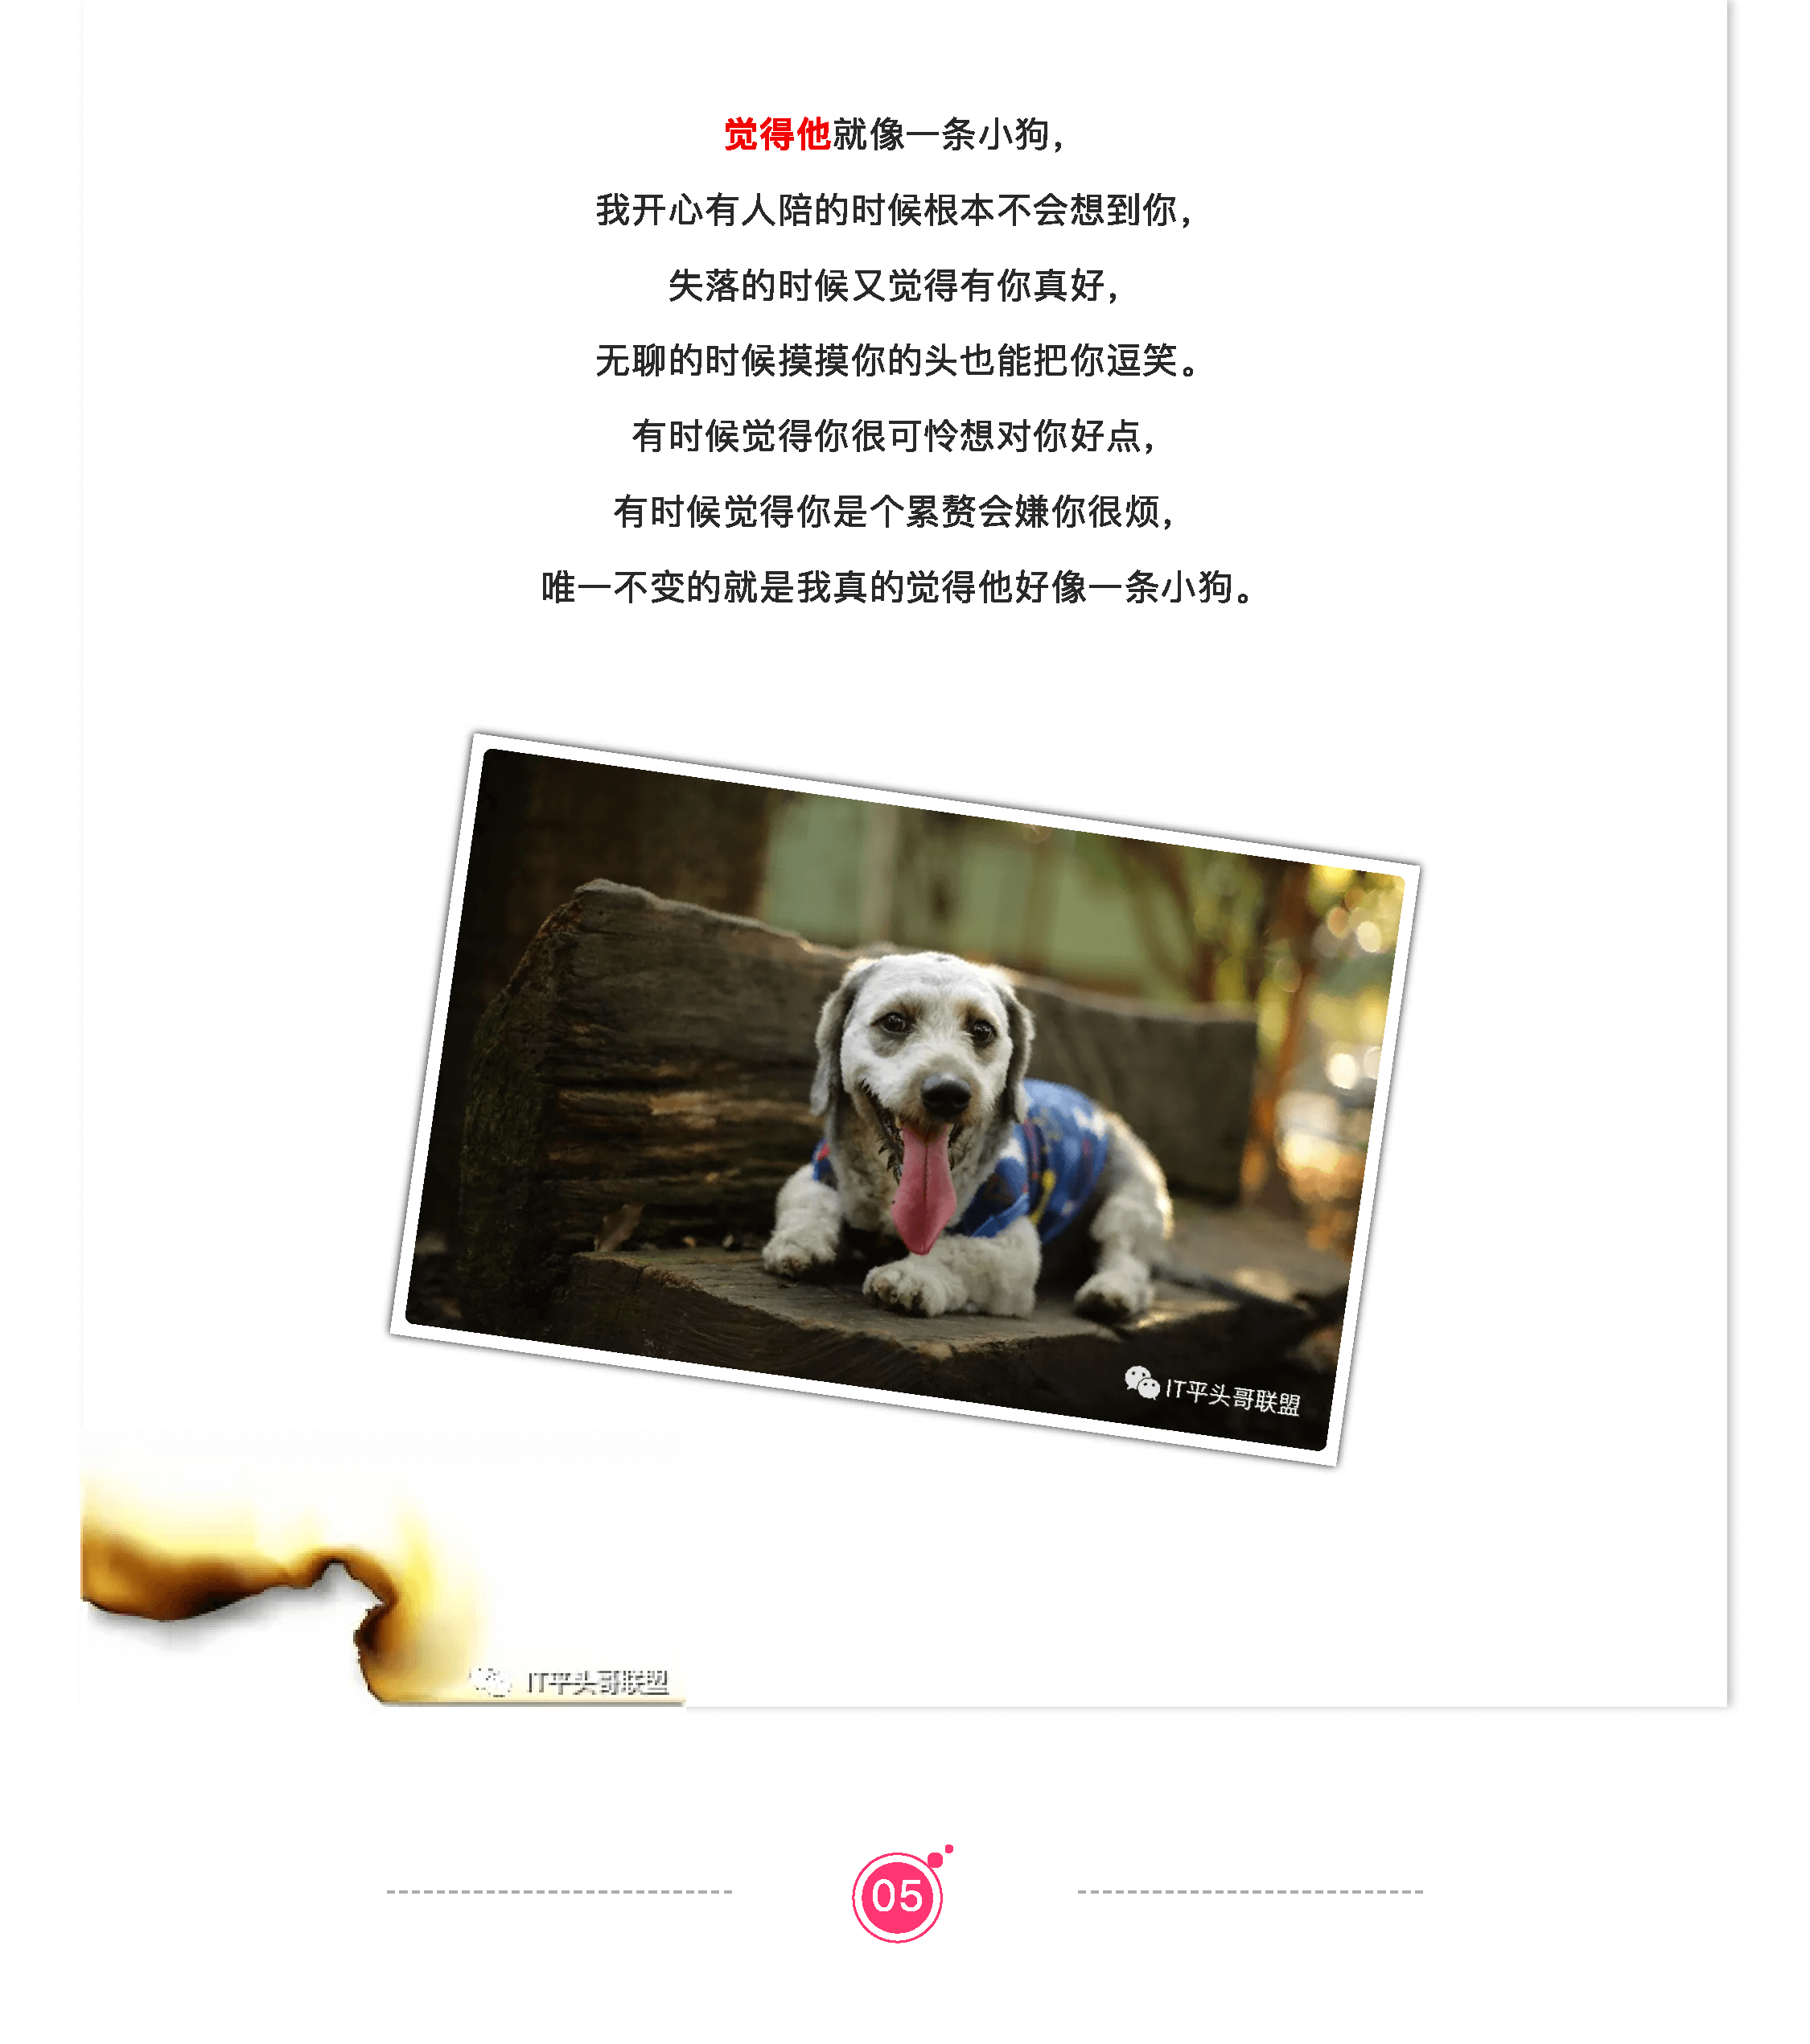 觉得他就像一条小狗，
我开心有人陪的时候根本不会想到你，
失落的时候又觉得有你真好，
无聊的时候摸摸你的头也能把你逗笑。
有时候觉得你很可怜想对你好点，
有时候觉得你是个累赘会嫌你很烦，
唯一不变的就是我真的觉得他好像一条小狗。
IT平头哥联盟
IT平头哥联盟
05